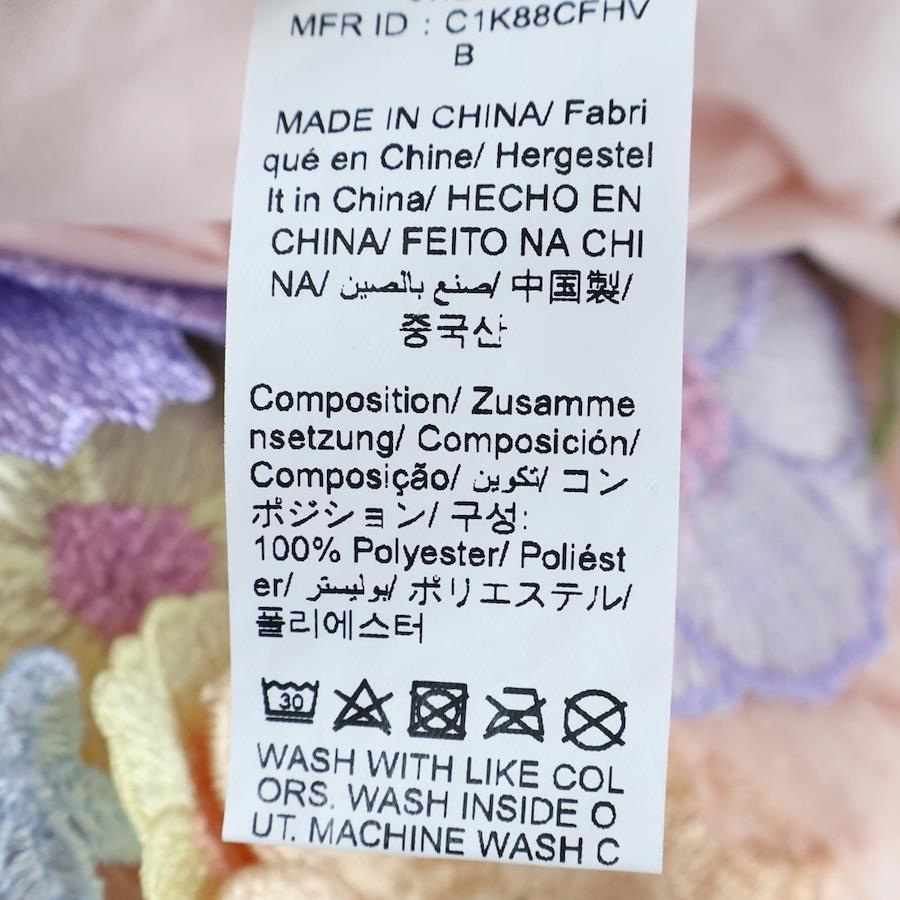 MFR ID : C1K88CFHV
B
MADE IN CHINA/ Fabri
qué en Chine/ Hergestel
lt in China/ HECHO EN
CHINA/ FEITO NA CHI
NA/ صنع بالصين/ 中国製/
중국산
Composition/ Zusamme
nsetzung/ Composición/
Composição/ تكوين/ コン
ポジション/ 구성:
100% Polyester/ Poliést
er/ بوليستر/ ポリエステル/
폴리에스터
30
WASH WITH LIKE COL
ORS. WASH INSIDE O
UT. MACHINE WASH C